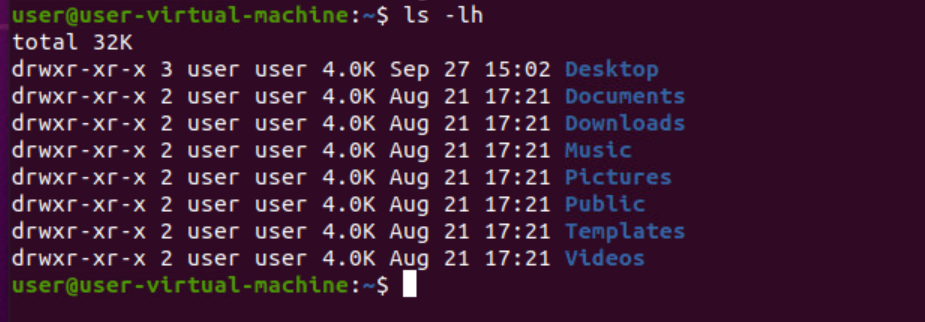 user@user-virtual-machine:~$ ls -lh
total 32K
drwxr-xr-x 3 user user 4.0K Sep 27 15:02 Desktop
drwxr-xr-x 2 user user 4.0K Aug 21 17:21 Documents
drwxr-xr-x 2 user user 4.0K Aug 21 17:21 Downloads
drwxr-xr-x 2 user user 4.0K Aug 21 17:21 Music
drwxr-xr-x 2 user user 4.0K Aug 21 17:21 Pictures
drwxr-xr-x 2 user user 4.0K Aug 21 17:21 Public
drwxr-xr-x 2 user user 4.0K Aug 21 17:21 Templates
drwxr-xr-x 2 user user 4.0K Aug 21 17:21 Videos
user@user-virtual-machine:~$